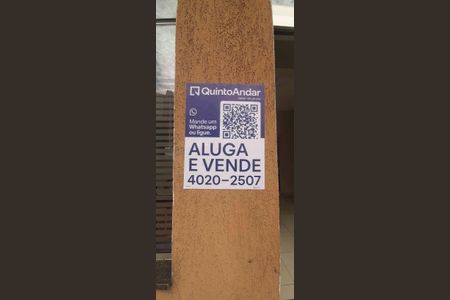 QuintoAndar
Mande um
Whatsapp
ou ligue.
ALUGA
E VENDE
4020-2507